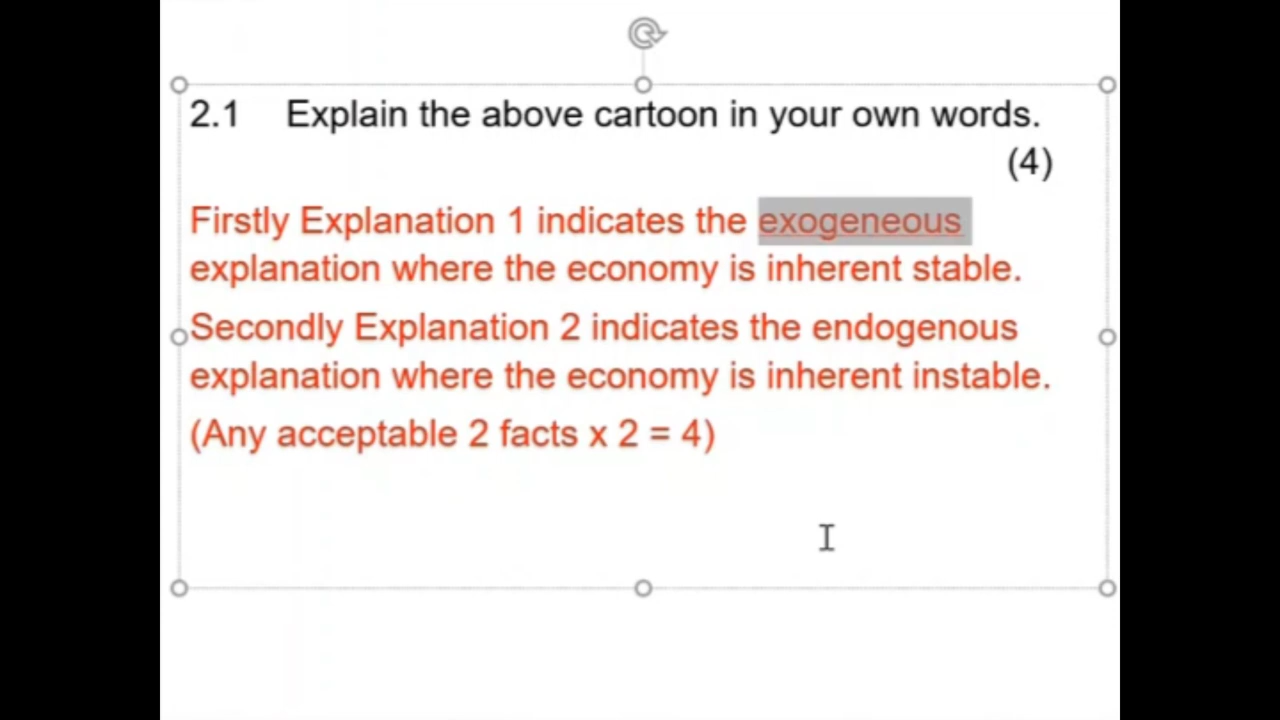 2.1 Explain the above cartoon in your own words.
(4)
Firstly Explanation 1 indicates the exogeneous
explanation where the economy is inherent stable.
Secondly Explanation 2 indicates the endogenous
explanation where the economy is inherent instable.
(Any acceptable 2 facts x 2 = 4)